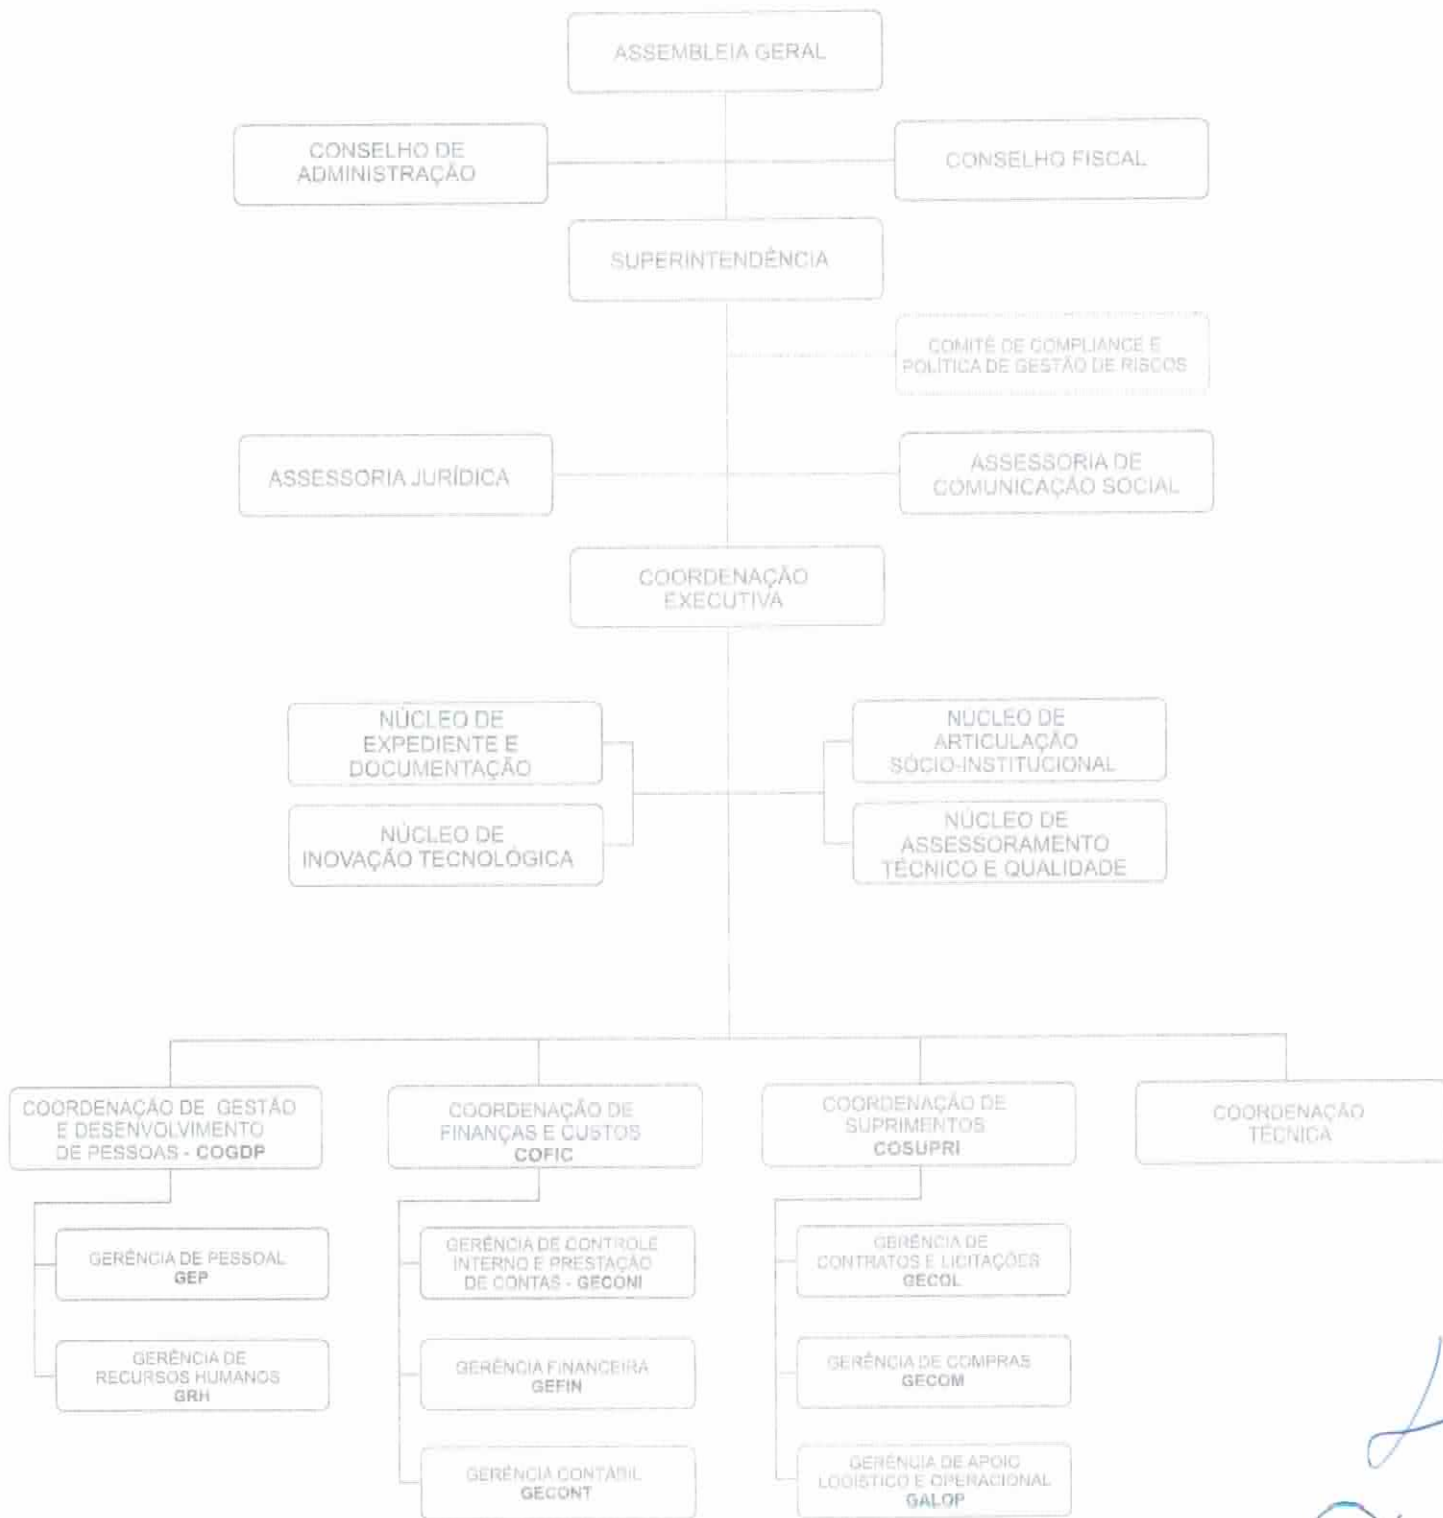 ASSEMBLEIA GERAL
CONSELHO DE
ADMINISTRAÇÃO
CONSELHO FISCAL
SUPERINTENDÊNCIA
COMITÊ DE COMPLIANCE E
POLÍTICA DE GESTÃO DE RISCOS
ASSESSORIA JURÍDICA
ASSESSORIA DE
COMUNICAÇÃO SOCIAL
COORDENAÇÃO
EXECUTIVA
NÚCLEO DE
EXPEDIENTE E
DOCUMENTAÇÃO
NÚCLEO DE
ARTICULAÇÃO
SÓCIO-INSTITUCIONAL
NÚCLEO DE
INOVAÇÃO TECNOLÓGICA
NÚCLEO DE
ASSESSORAMENTO
TÉCNICO E QUALIDADE
COORDENAÇÃO DE GESTÃO
E DESENVOLVIMENTO
DE PESSOAS - COGDP
COORDENAÇÃO DE
FINANÇAS E CUSTOS
COFIC
COORDENAÇÃO DE
SUPRIMENTOS
COSUPRI
COORDENAÇÃO
TÉCNICA
GERÊNCIA DE PESSOAL
GEP
GERÊNCIA DE CONTROLE
INTERNO E PRESTAÇÃO
DE CONTAS - GECONI
GERÊNCIA DE
CONTRATOS E LICITAÇÕES
GECOL
GERÊNCIA DE
RECURSOS HUMANOS
GRH
GERÊNCIA FINANCEIRA
GEFIN
GERÊNCIA DE COMPRAS
GECOM
GERÊNCIA CONTÁBIL
GECONT
GERÊNCIA DE APOIO
LOGÍSTICO E OPERACIONAL
GALOP